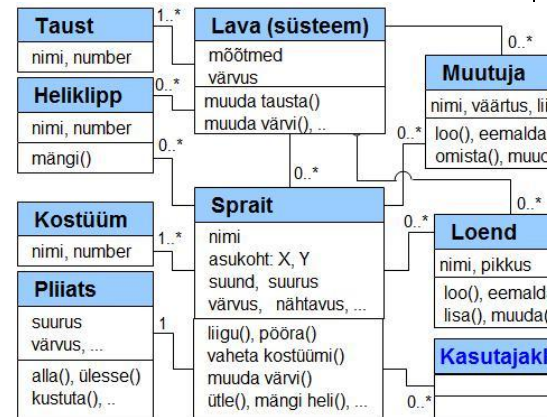 Taust
nimi, number
1..*
Lava (süsteem)
mõõtmed
värvus
muuda tausta()
muuda värvi(), ..
0..*
Heliklipp
nimi, number
mängi()
0..*
0..*
Muutuja
nimi, väärtus,
loo(),
omista(),
0..*
0..*
Sprait
nimi
asukoht: X, Y
suund, suurus
värvus, nähtavus, ...
liigu(), pööra()
vaheta kostüümi()
muuda värvi()
ütle(), mängi heli(), ...
Kostüüm
nimi, number
1..*
Pliiats
suurus
värvus, ...
alla(), ülesse()
kustuta(), ..
1
0..*
0..*
Loend
nimi, pikkus
loo(),
lisa(), muuda(
0..*